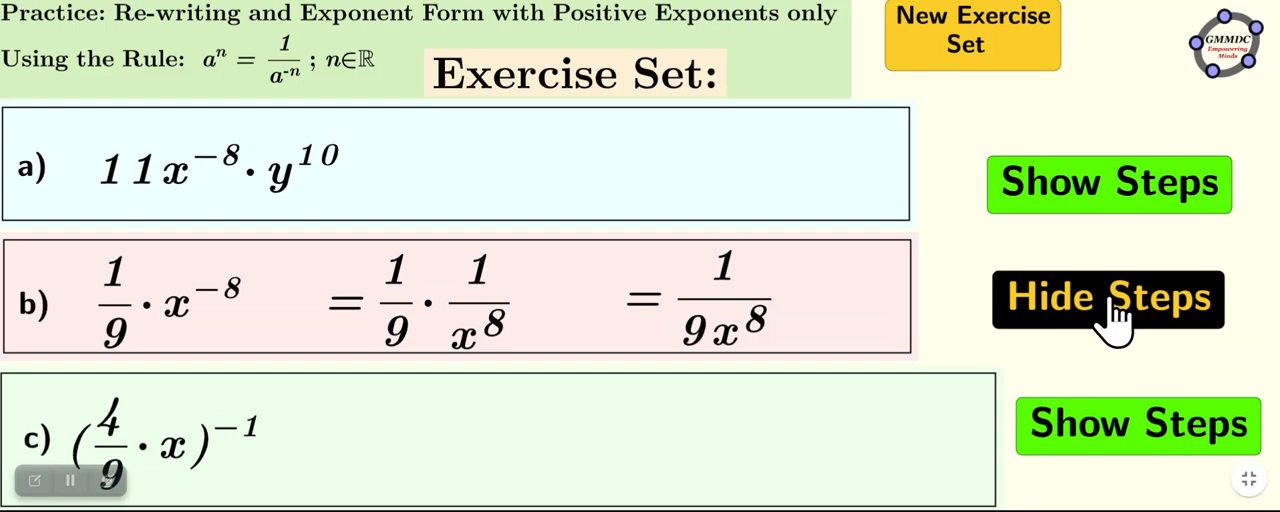 Practice: Re-writing and Exponent Form with Positive Exponents only
Using the Rule: aⁿ = 1/a⁻ⁿ ; n∈ℝ
Exercise Set:
New Exercise
Set
GMMDC
Empowering
Minds
a) 11x⁻⁸·y¹⁰
Show Steps
b) 1/9 · x⁻⁸ = 1/9 · 1/x⁸ = 1/9x⁸
Hide Steps
c) (4/9 · x)⁻¹
Show Steps